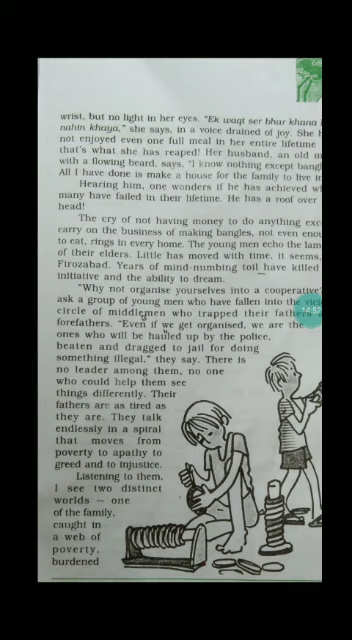 wrist, but no light in her eyes. "Ek waqt ser bhar khana
nahin khaya," she says, in a voice drained of joy. She
not enjoyed even one full meal in her entire lifetime
that's what she has reaped! Her husband, an old
with a flowing beard, says, "I know nothing except
All I have done is make a house for the family to live
Hearing him, one wonders if he has achieved
many have failed in their lifetime. He has a roof over
head!
The cry of not having money to do anything
carry on the business of making bangles, not even
to eat, rings in every home. The young men echo the
of their elders. Little has moved with time, it seems,
Firozabad. Years of mind-numbing toil have killed
initiative and the ability to dream.
"Why not organise yourselves into a cooperative
ask a group of young men who have fallen into the
circle of middlemen who trapped their fathers
forefathers. "Even if we get organised, we are the
ones who will be hauled up by the police,
beaten and dragged to jail for doing
something illegal," they say. There is
no leader among them, no one
who could help them see
things differently. Their
fathers are as tired as
they are. They talk
endlessly in a spiral
that moves from
poverty to apathy to
greed and to injustice.
Listening to them,
I see two distinct
worlds — one
of the family,
caught in
a web of
poverty,
burdened
14:52